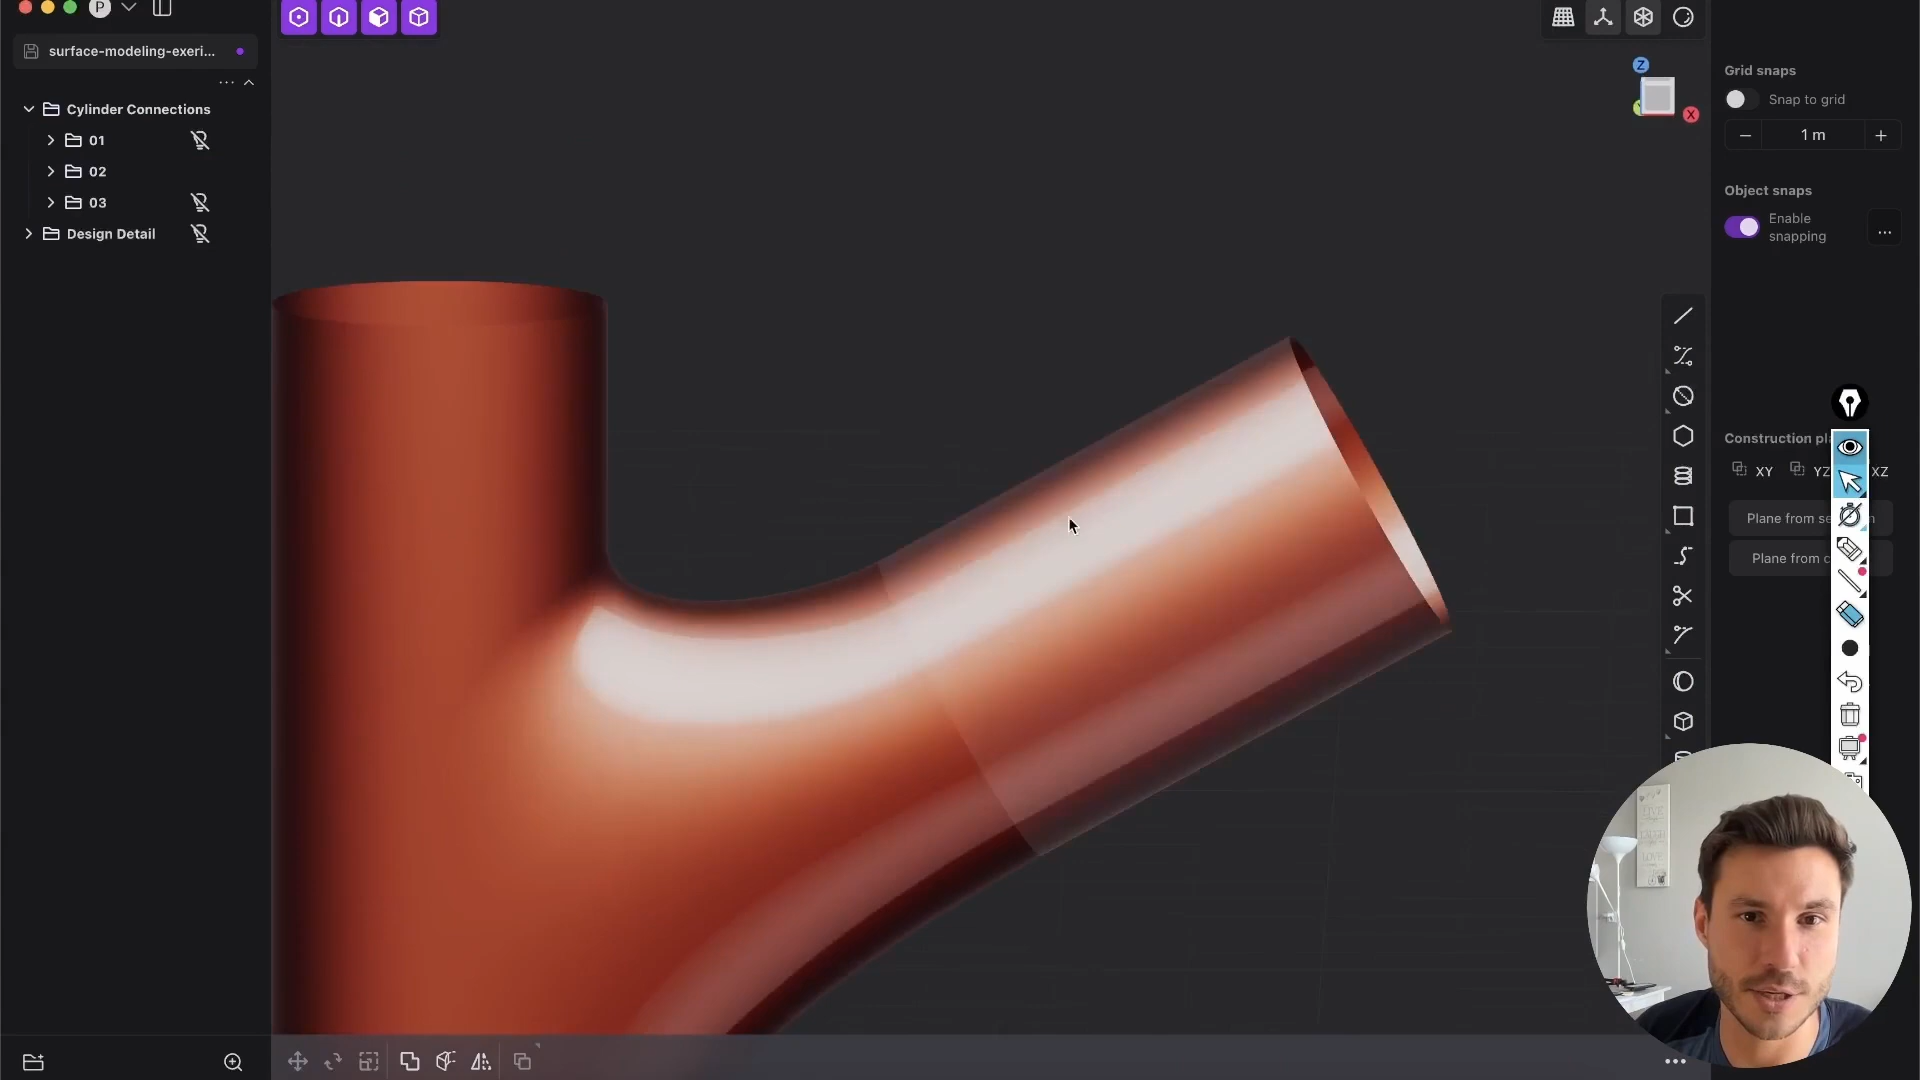 P
surface-modeling-exeri...
Cylinder Connections
01
02
03
Design Detail
Z
X
Grid snaps
Snap to grid
1 m
Object snaps
Enable
snapping
Construction pl
XY
YZ
XZ
Plane from se
n
Plane from c